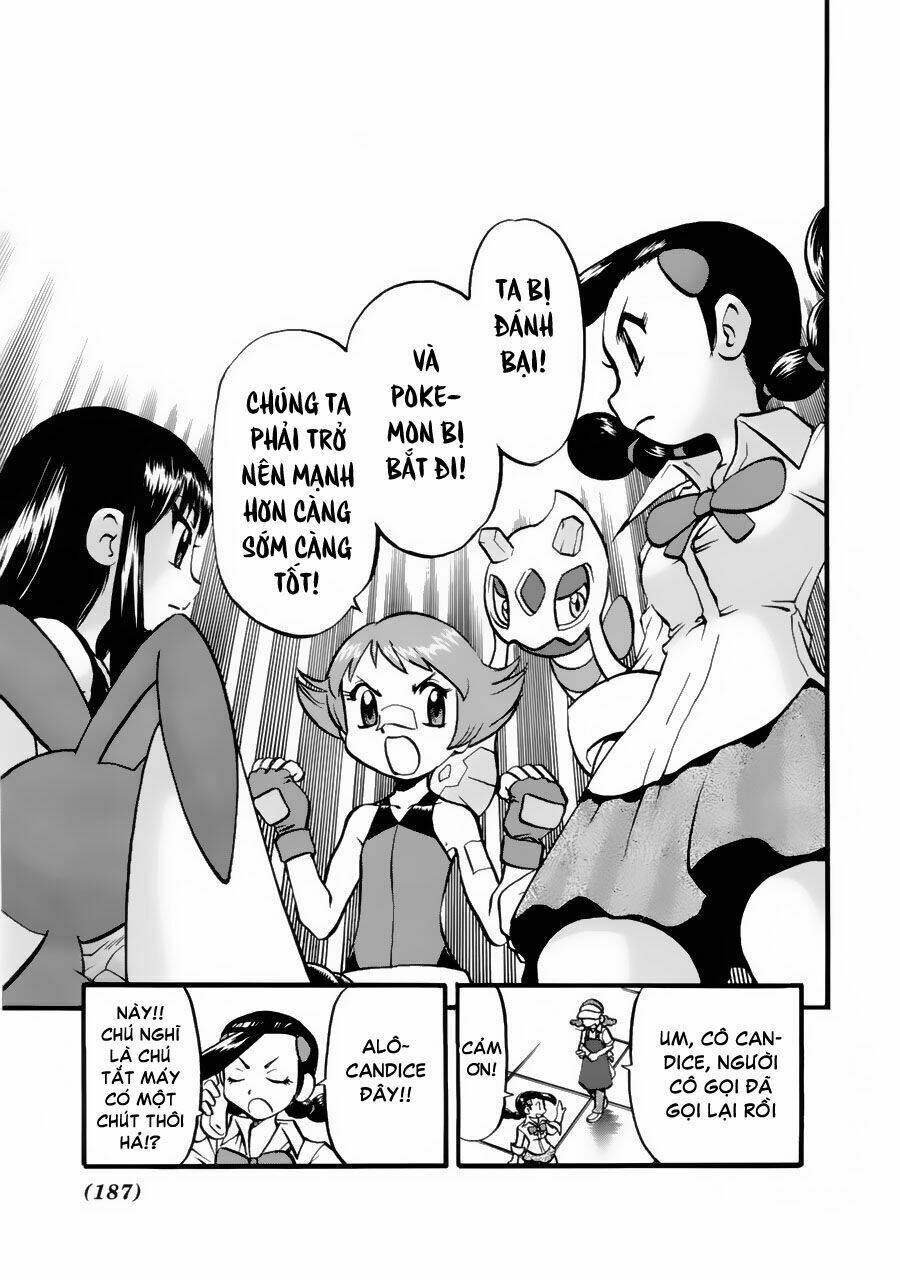 TA BỊ
ĐÁNH
BẠI!
VÀ
POKE-
MON BỊ
BẮT ĐI!
CHÚNG TA
PHẢI TRỞ
NÊN MẠNH
HƠN CÀNG
SỚM CÀNG
TỐT!
UM, CÔ CAN-
DICE, NGƯỜI
CÔ GỌI ĐÃ
GỌI LẠI RỒI
CÁM
ƠN!
ALÔ-
CANDICE
ĐÂY!!
NÀY!!
CHÚ NGHĨ
LÀ CHÚ
TẮT MÁY
CÓ MỘT
CHÚT THÔI
HẢ!?
(187)